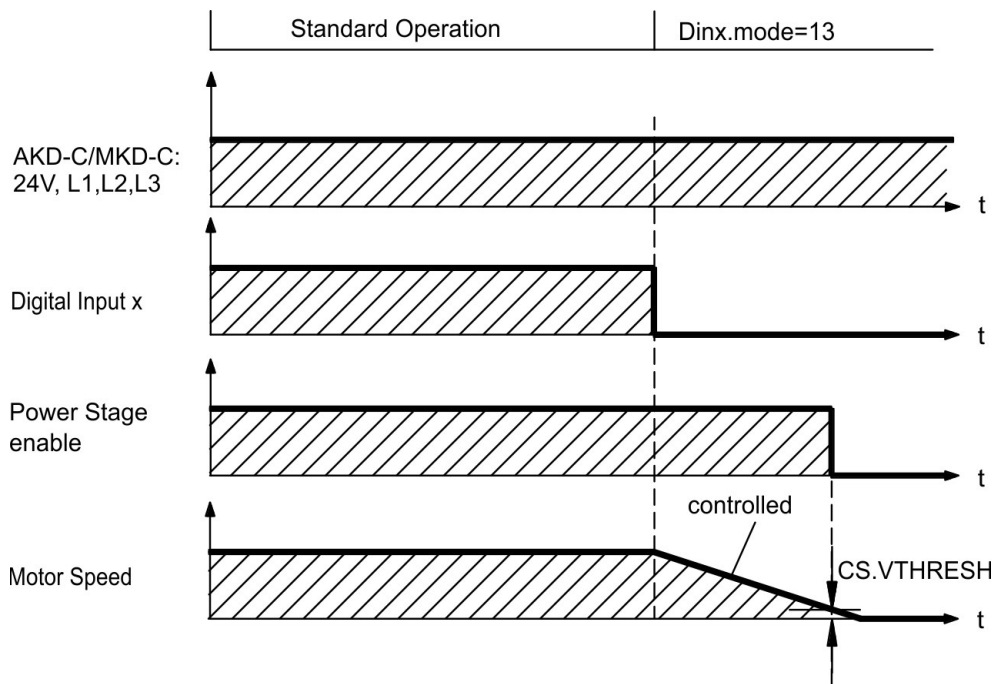 Standard Operation
Dinx.mode=13
AKD-C/MKD-C:
24V, L1,L2,L3
t
Digital Input x
t
Power Stage
enable
t
controlled
Motor Speed
CS.VTHRESH
t